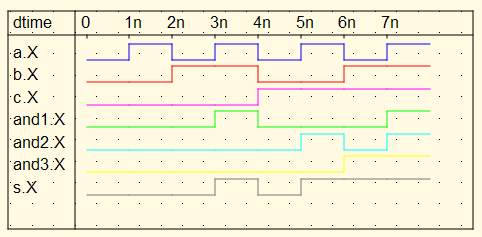 dtime 0 1n 2n 3n 4n 5n 6n 7n
a.X
b.X
c.X
and1.X
and2.X
and3.X
s.X